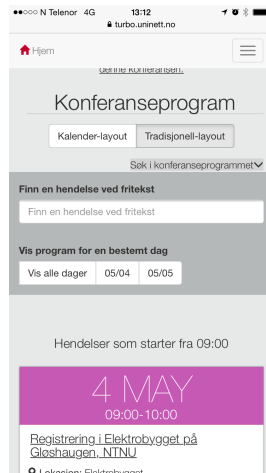 N Telenor 4G 13:12
turbo.uninett.no
Hjem
denne konferansen.
Konferanseprogram
Kalender-layout Tradisjonell-layout
Søk i konferanseprogrammet
Finn en hendelse ved fritekst
Finn en hendelse ved fritekst
Vis program for en bestemt dag
Vis alle dager 05/04 05/05
Hendelser som starter fra 09:00
4 MAY
09:00-10:00
Registrering i Elektrobygget på
Gløshaugen, NTNU
Lokasjon: Elektrobygget